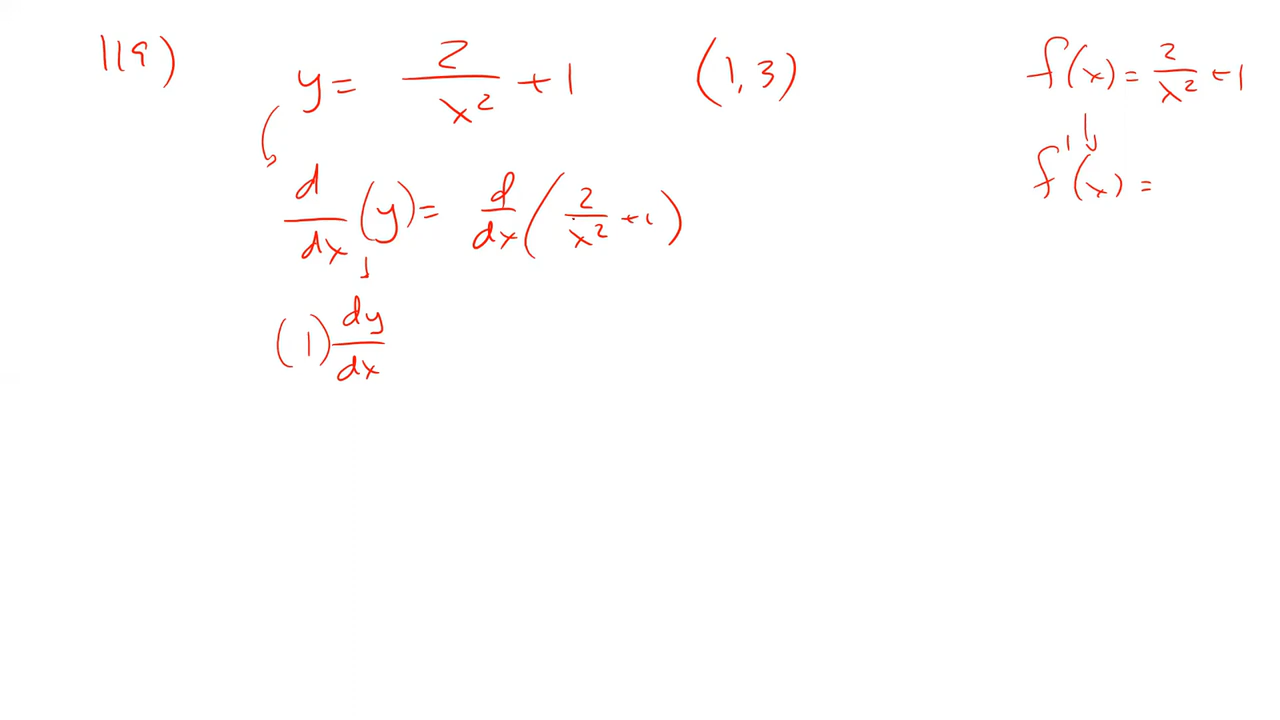 119)
y = 2/x² + 1
(1, 3)
d/dx (y) = d/dx (2/x² + 1)
(1) dy/dx
f(x) = 2/x² + 1
f'(x) =